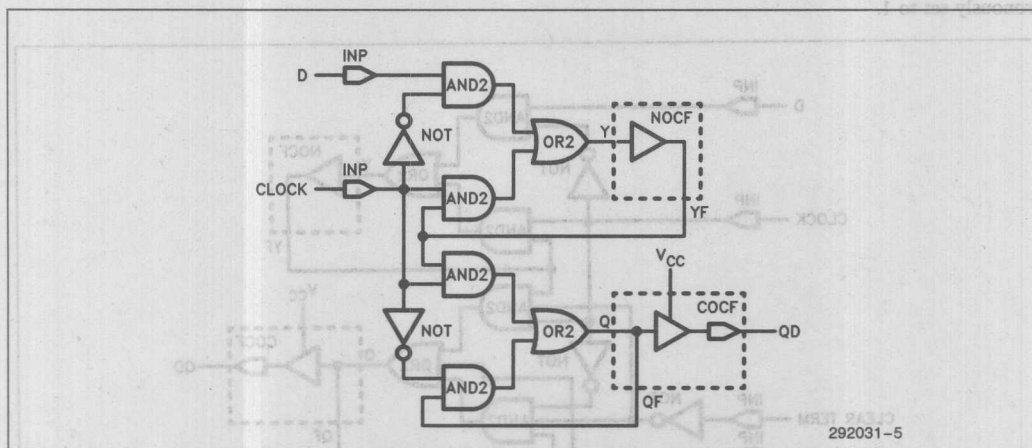 INP
D
AND2
NOT
NOCF
OR2
Y
INP
CLOCK
AND2
YF
AND2
VCC
COCF
NOT
Q
OR2
QD
AND2
QF
292031-5